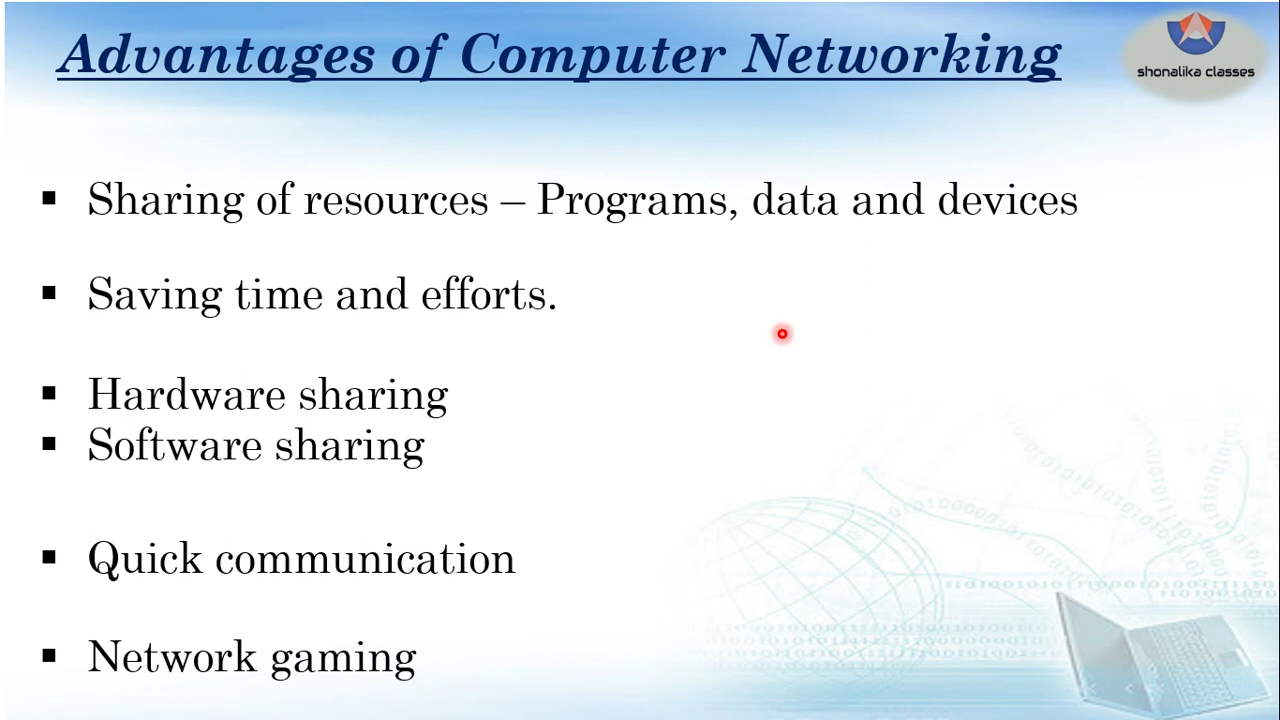 Advantages of Computer Networking
shonalika classes
▪ Sharing of resources – Programs, data and devices
▪ Saving time and efforts.
▪ Hardware sharing
▪ Software sharing
▪ Quick communication
▪ Network gaming